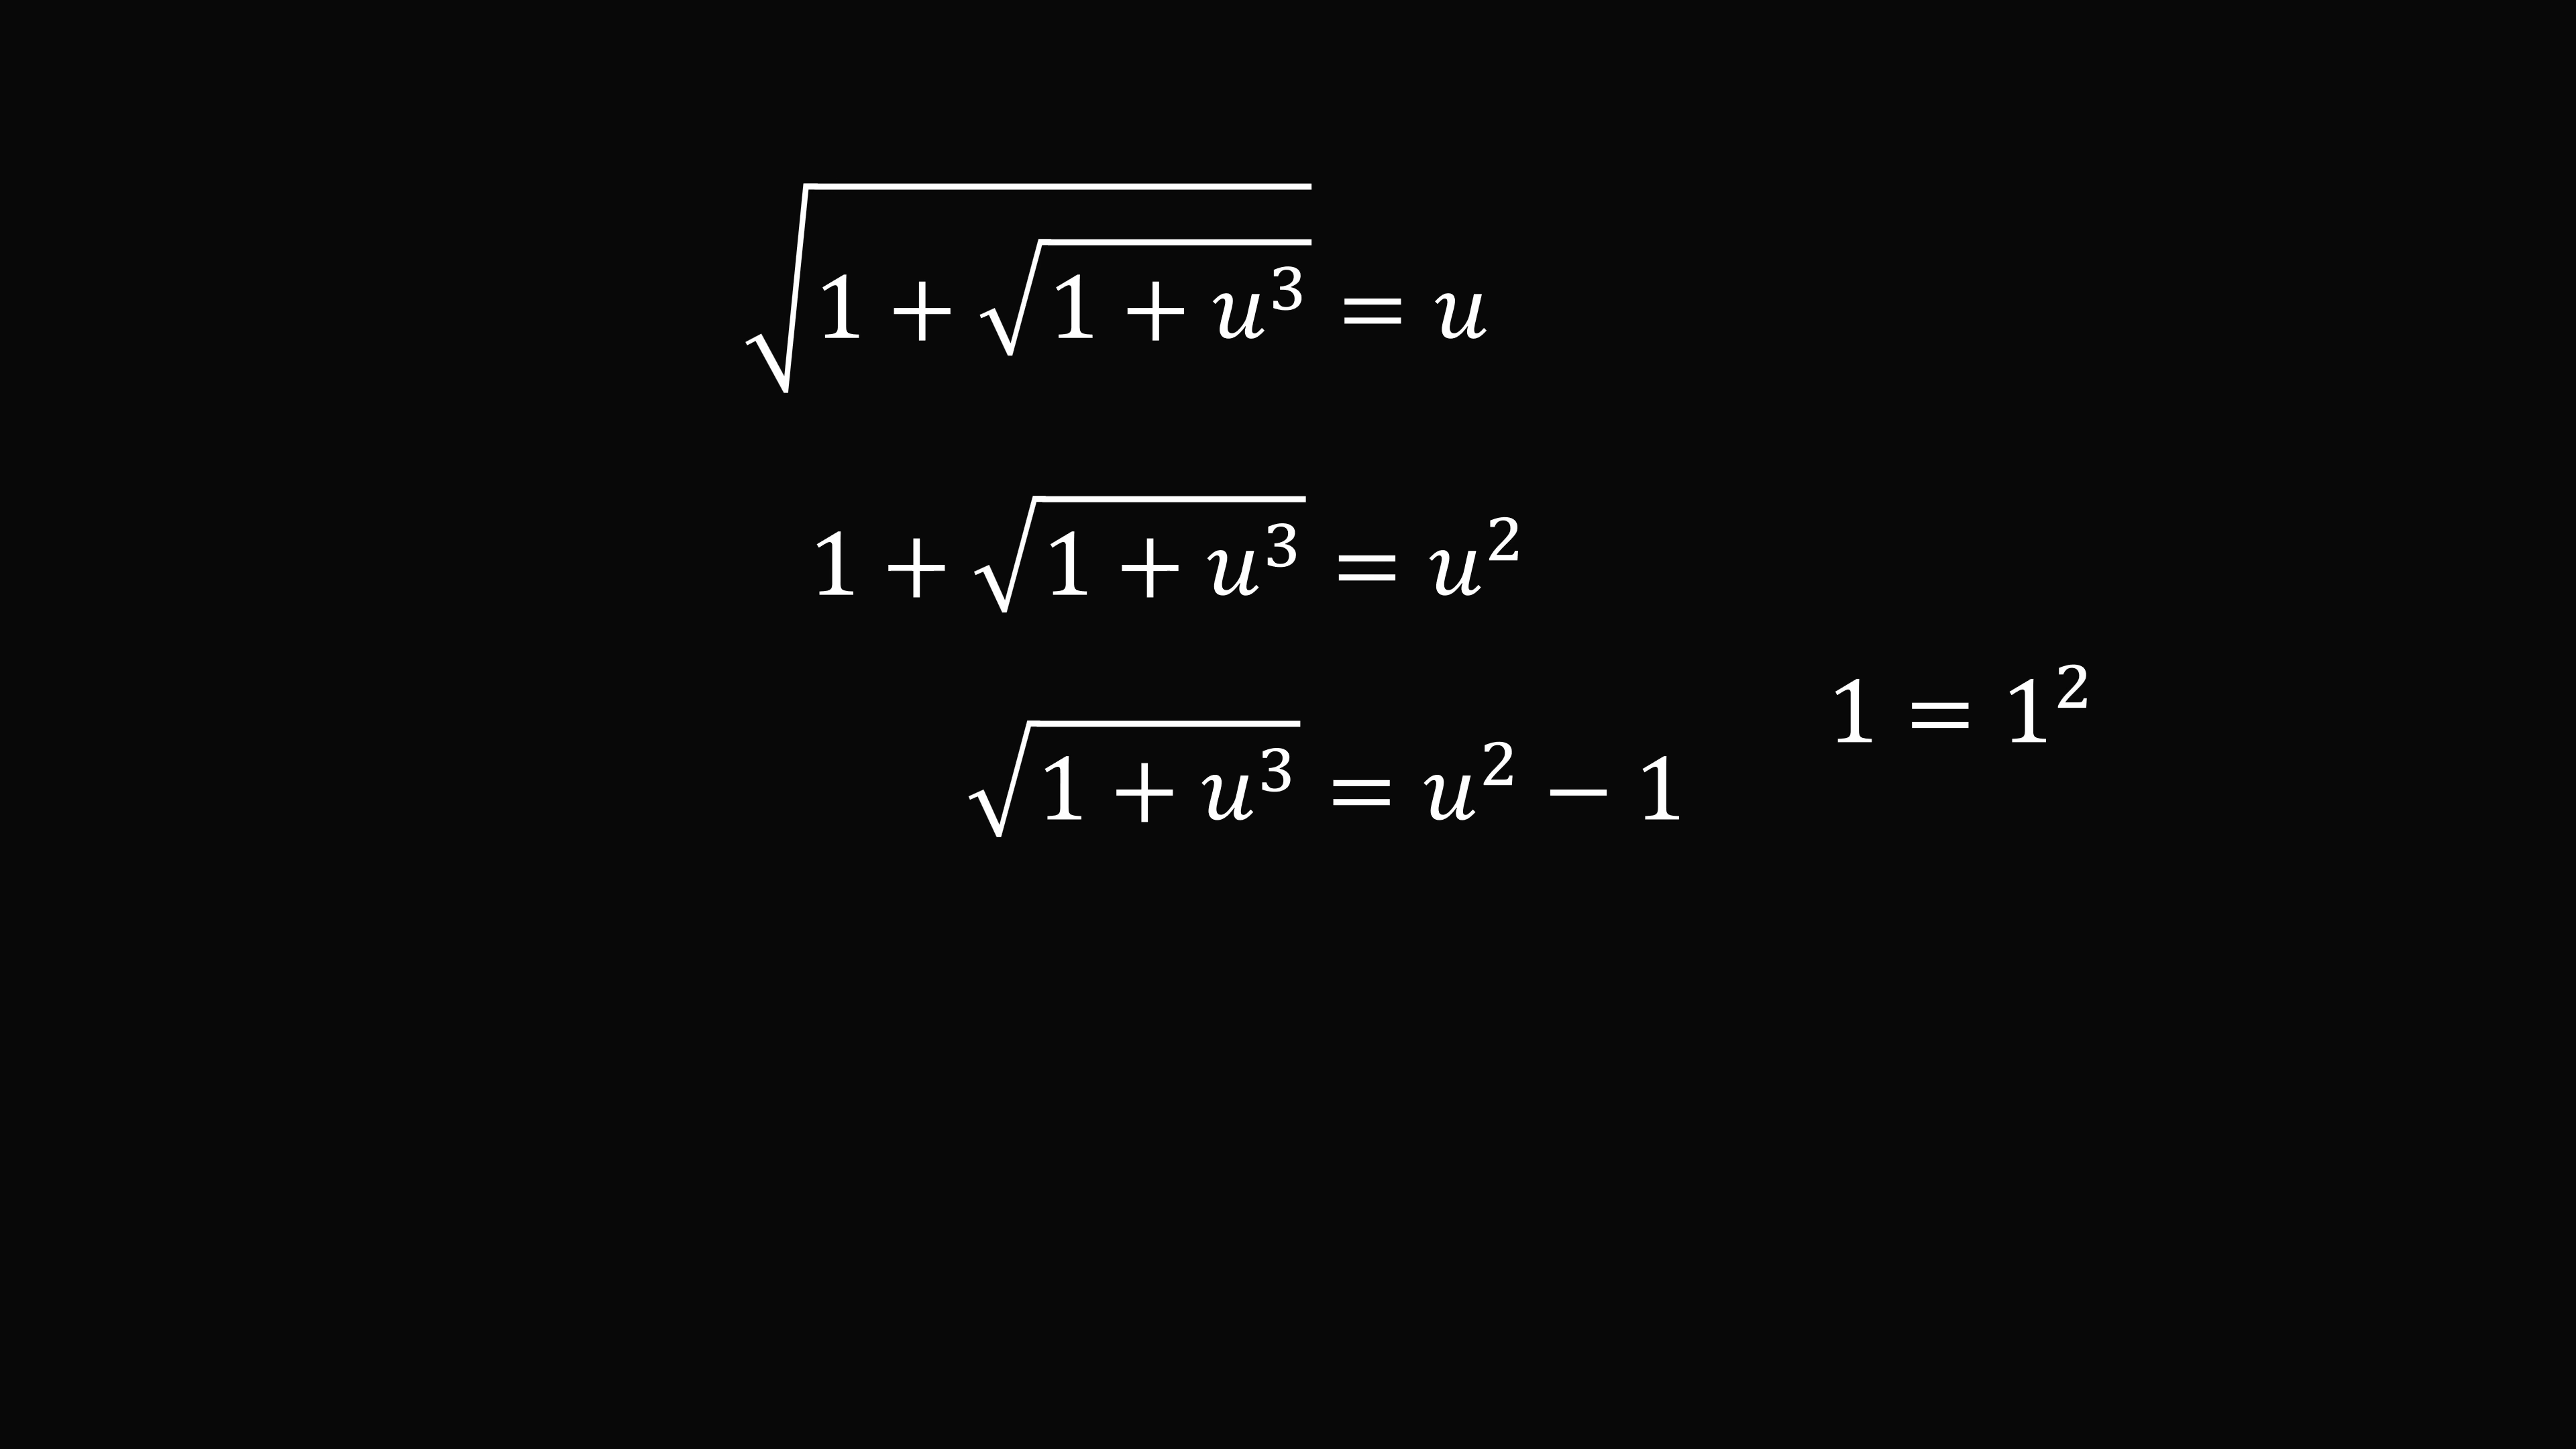 √(1 + √(1 + u³)) = u
1 + √(1 + u³) = u²
1 = 1²
√(1 + u³) = u² − 1